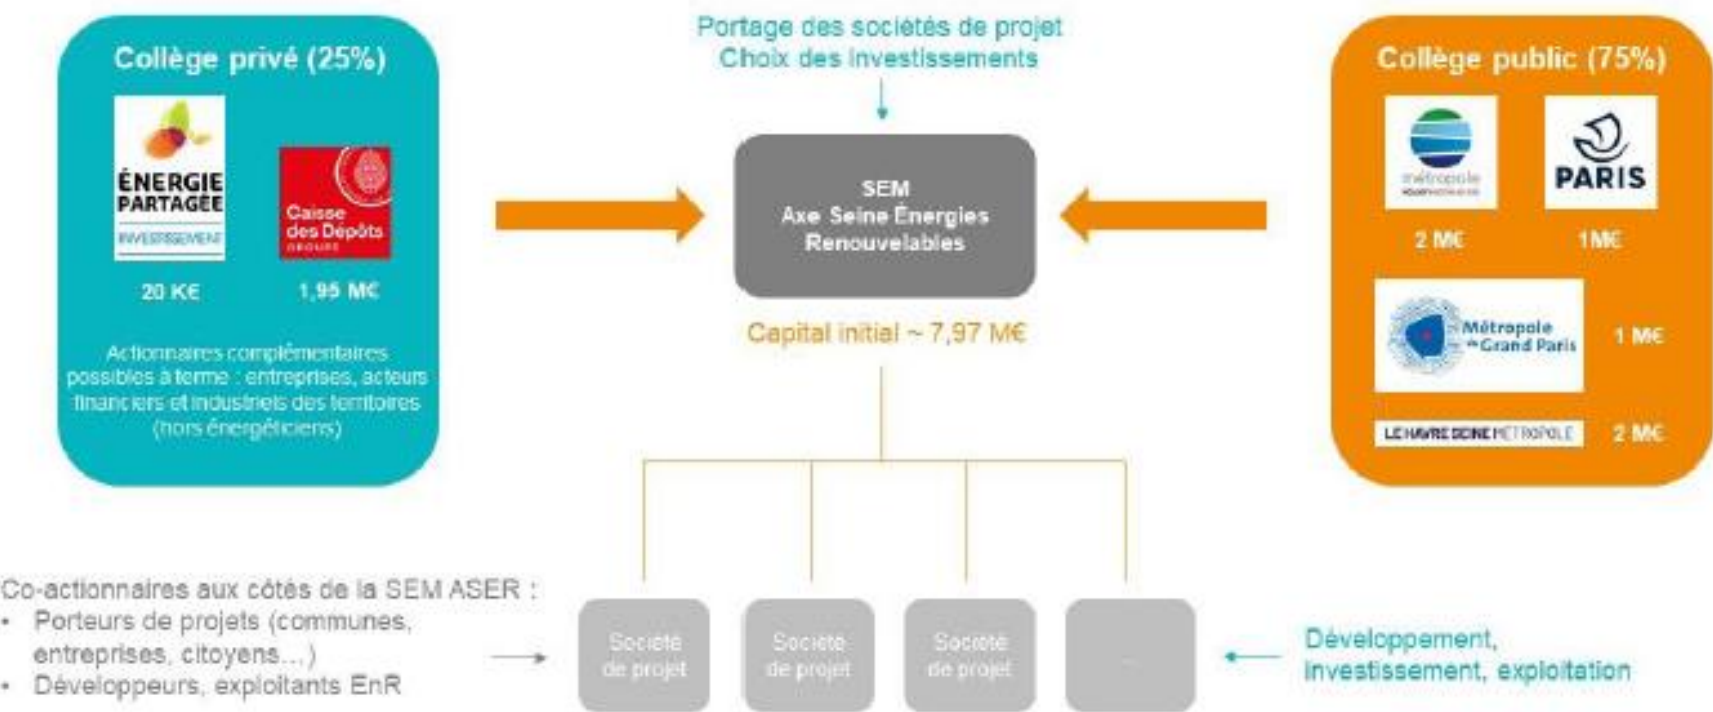 Portage des sociétés de projet
Choix des investissements
Collège privé (25%)
ÉNERGIE
PARTAGÉE
INVESTISSEMENT
Caisse
des Dépôts
GROUPE
20 K€
1,95 M€
Actionnaires complémentaires
possibles à terme : entreprises, acteurs
financiers et industriels des territoires
(hors énergéticiens)
SEM
Axe Seine Énergies
Renouvelables
Capital initial ~ 7,97 M€
Collège public (75%)
métropole
PARIS
2 M€
1M€
Métropole
du Grand Paris
1 M€
LE HAVRE SEINE METROPOLE
2 M€
Co-actionnaires aux côtés de la SEM ASER :
• Porteurs de projets (communes,
entreprises, citoyens…)
• Développeurs, exploitants EnR
Société
de projet
Société
de projet
Société
de projet
...
Développement,
investissement, exploitation